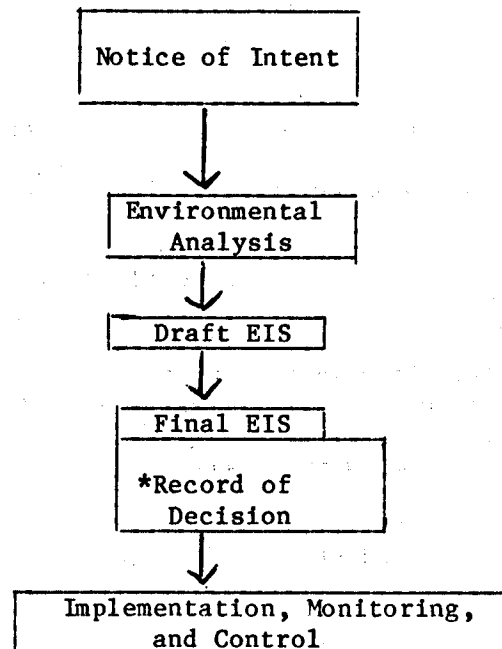 Notice of Intent
Environmental
Analysis
Draft EIS
Final EIS
*Record of
Decision
Implementation, Monitoring,
and Control